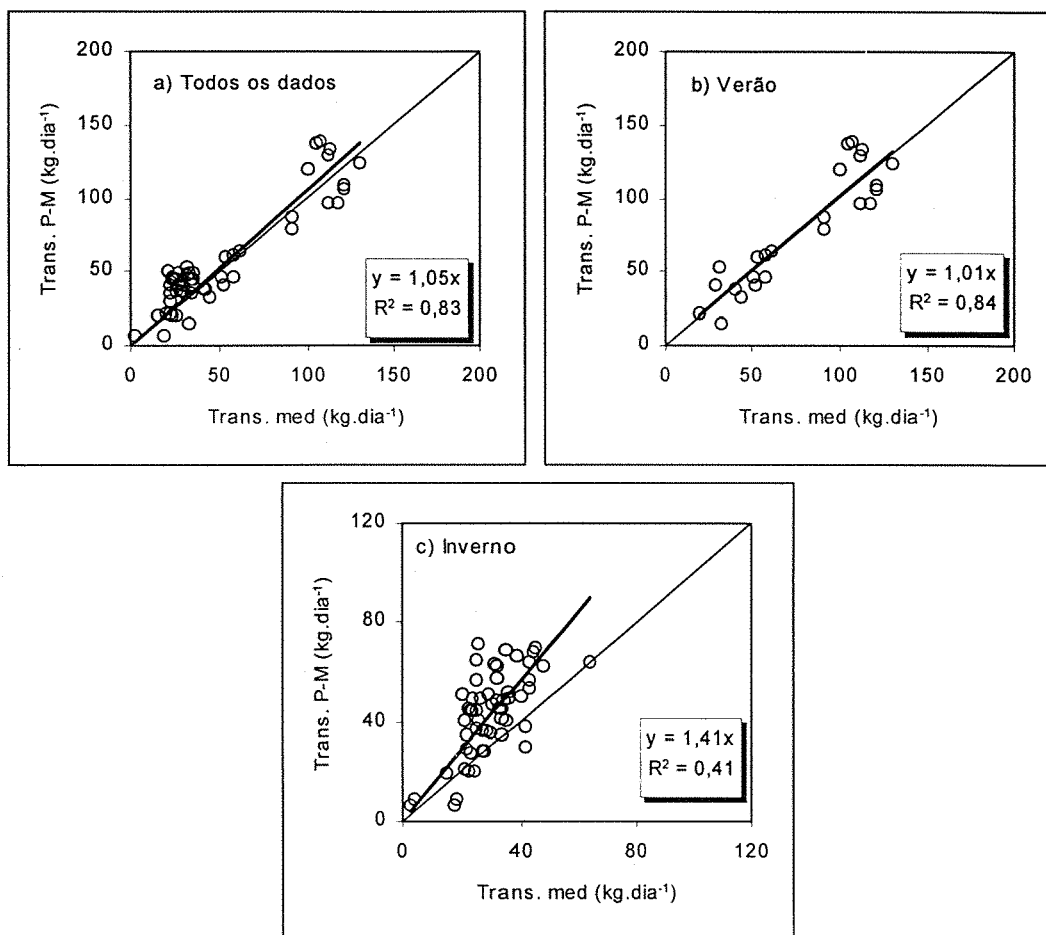 a) Todos os dados
Trans. P-M (kg.dia⁻¹)
200
150
100
50
0
y = 1,05x
R² = 0,83
0 50 100 150 200
Trans. med (kg.dia⁻¹)
b) Verão
Trans. P-M (kg.dia⁻¹)
200
150
100
50
0
y = 1,01x
R² = 0,84
0 50 100 150 200
Trans. med (kg.dia⁻¹)
c) Inverno
Trans. P-M (kg.dia⁻¹)
120
80
40
0
y = 1,41x
R² = 0,41
0 40 80 120
Trans. med (kg.dia⁻¹)